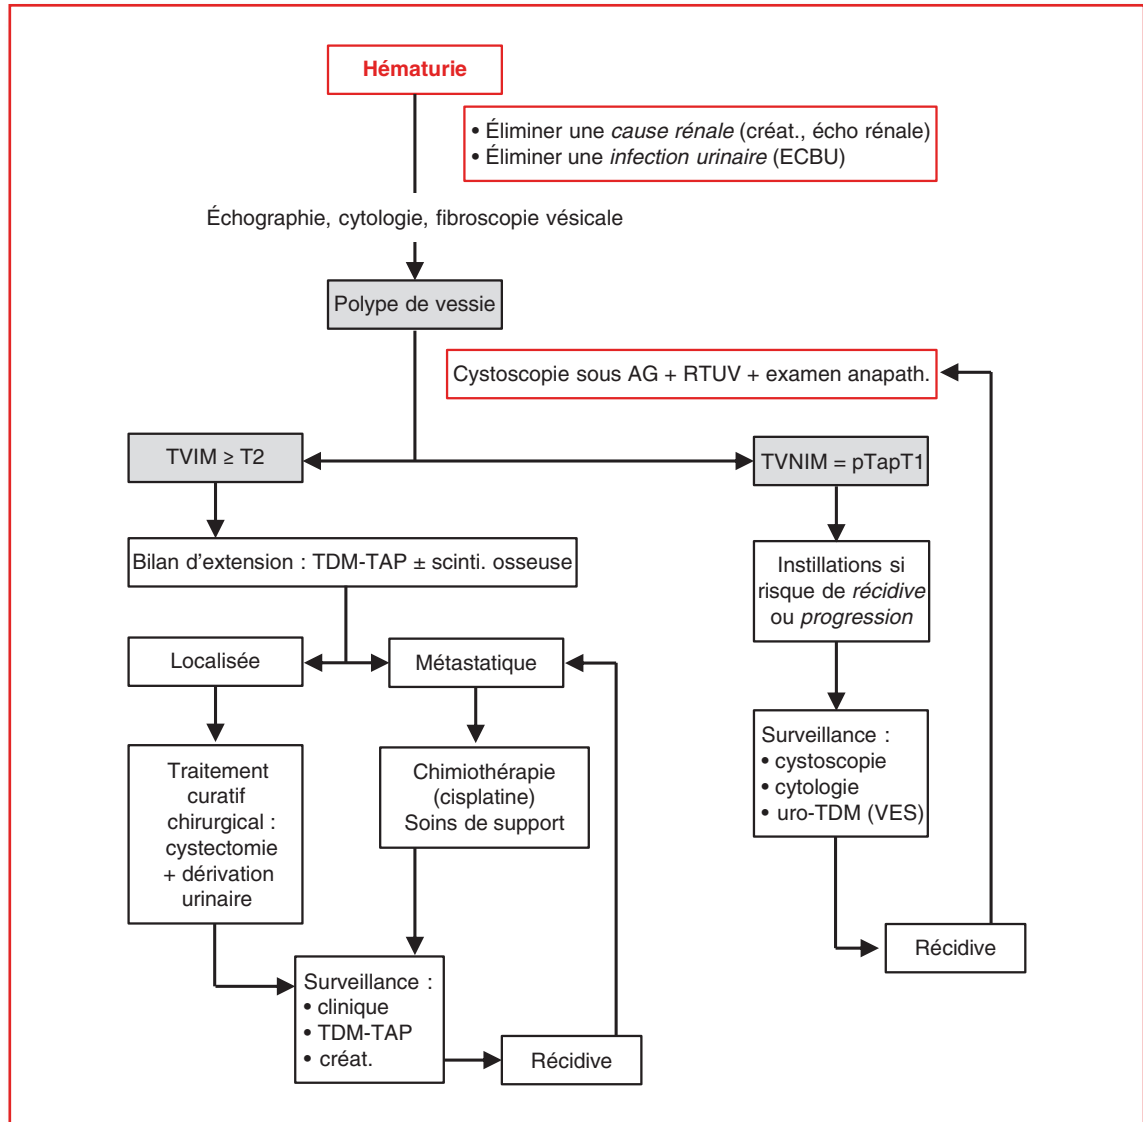 Hématurie
• Éliminer une cause rénale (créat., écho rénale)
• Éliminer une infection urinaire (ECBU)
Échographie, cytologie, fibroscopie vésicale
Polype de vessie
Cystoscopie sous AG + RTUV + examen anapath.
TVIM ≥ T2
TVNIM = pTapT1
Bilan d'extension : TDM-TAP ± scinti. osseuse
Instillations si
risque de récidive
ou progression
Localisée
Métastatique
Traitement
curatif
chirurgical :
cystectomie
+ dérivation
urinaire
Chimiothérapie
(cisplatine)
Soins de support
Surveillance :
• cystoscopie
• cytologie
• uro-TDM (VES)
Récidive
Surveillance :
• clinique
• TDM-TAP
• créat.
Récidive